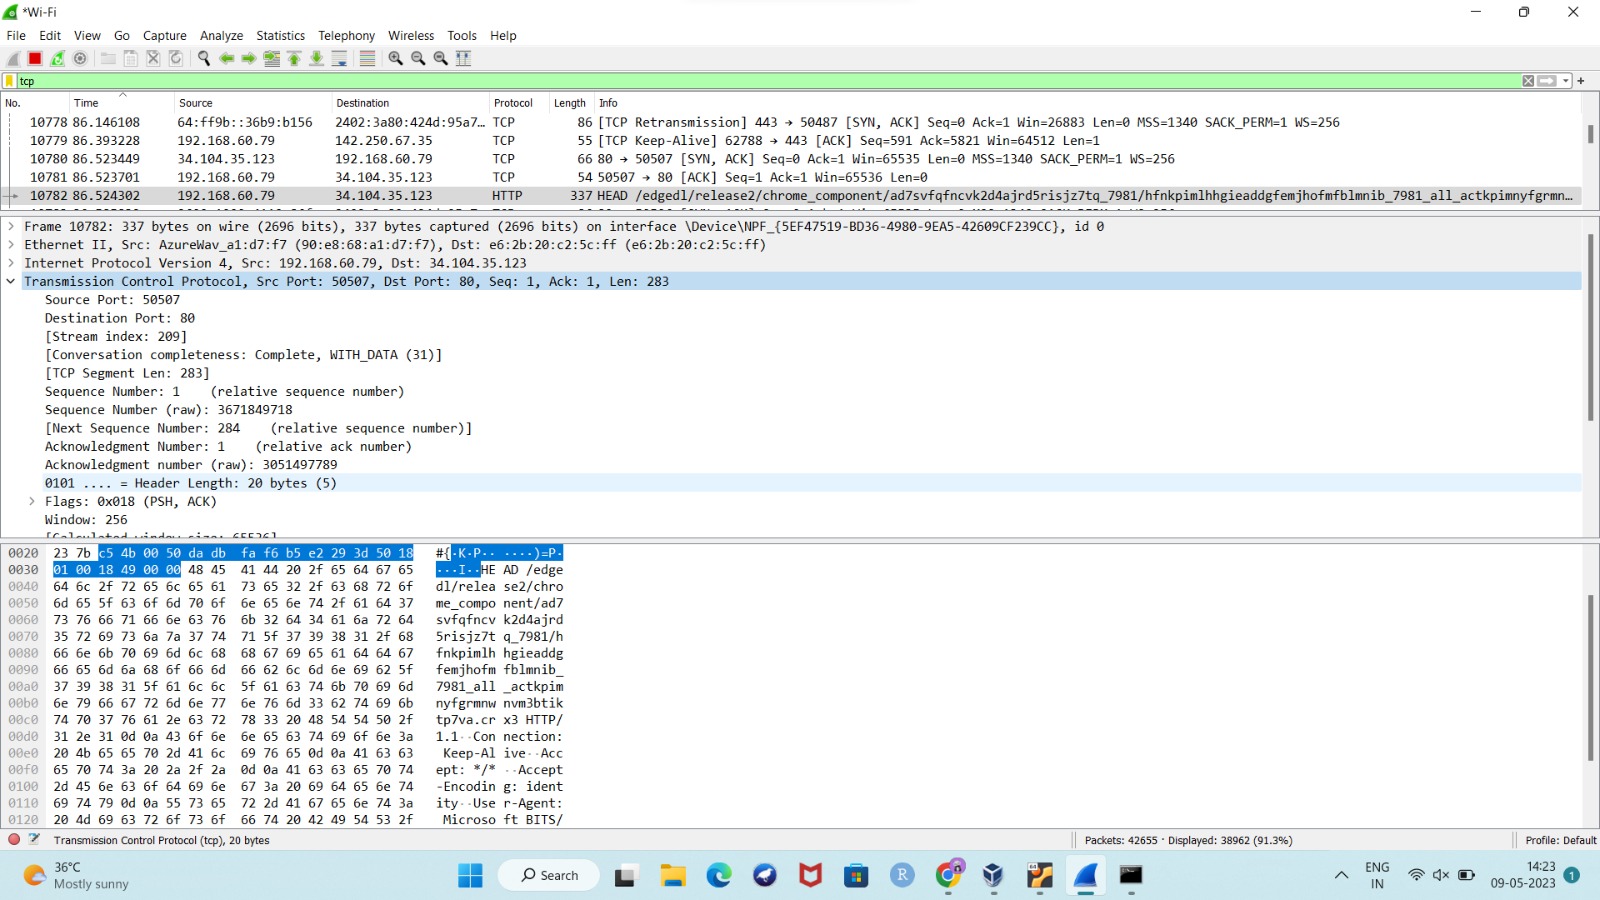 *Wi-Fi
File Edit View Go Capture Analyze Statistics Telephony Wireless Tools Help
tcp
No. Time Source Destination Protocol Length Info
10778 86.146108 64:ff9b::36b9:b156 2402:3a80:424d:95a7… TCP 86 [TCP Retransmission] 443 → 50487 [SYN, ACK] Seq=0 Ack=1 Win=26883 Len=0 MSS=1340 SACK_PERM=1 WS=256
10779 86.393228 192.168.60.79 142.250.67.35 TCP 55 [TCP Keep-Alive] 62788 → 443 [ACK] Seq=591 Ack=5821 Win=64512 Len=1
10780 86.523449 34.104.35.123 192.168.60.79 TCP 66 80 → 50507 [SYN, ACK] Seq=0 Ack=1 Win=65535 Len=0 MSS=1340 SACK_PERM=1 WS=256
10781 86.523701 192.168.60.79 34.104.35.123 TCP 54 50507 → 80 [ACK] Seq=1 Ack=1 Win=65536 Len=0
10782 86.524302 192.168.60.79 34.104.35.123 HTTP 337 HEAD /edgedl/release2/chrome_component/ad7svfqfncvk2d4ajrd5risjz7tq_7981/hfnkpimlhhgieaddgfemjhofmfblmnib_7981_all_actkpimnyfgrmn…
Frame 10782: 337 bytes on wire (2696 bits), 337 bytes captured (2696 bits) on interface \Device\NPF_{5EF47519-BD36-4980-9EA5-42609CF239CC}, id 0
Ethernet II, Src: AzureWav_a1:d7:f7 (90:e8:68:a1:d7:f7), Dst: e6:2b:20:c2:5c:ff (e6:2b:20:c2:5c:ff)
Internet Protocol Version 4, Src: 192.168.60.79, Dst: 34.104.35.123
Transmission Control Protocol, Src Port: 50507, Dst Port: 80, Seq: 1, Ack: 1, Len: 283
Source Port: 50507
Destination Port: 80
[Stream index: 209]
[Conversation completeness: Complete, WITH_DATA (31)]
[TCP Segment Len: 283]
Sequence Number: 1 (relative sequence number)
Sequence Number (raw): 3671849718
[Next Sequence Number: 284 (relative sequence number)]
Acknowledgment Number: 1 (relative ack number)
Acknowledgment number (raw): 3051497789
0101 .... = Header Length: 20 bytes (5)
Flags: 0x018 (PSH, ACK)
Window: 256
[Calculated window size: 65536]
0020 23 7b c5 4b 00 50 da db fa f6 b5 e2 29 3d 50 18 #{·K·P·· ····)=P·
0030 01 00 18 49 00 00 48 45 41 44 20 2f 65 64 67 65 ···I··HE AD /edge
0040 64 6c 2f 72 65 6c 65 61 73 65 32 2f 63 68 72 6f dl/relea se2/chro
0050 6d 65 5f 63 6f 6d 70 6f 6e 65 6e 74 2f 61 64 37 me_compo nent/ad7
0060 73 76 66 71 66 6e 63 76 6b 32 64 34 61 6a 72 64 svfqfncv k2d4ajrd
0070 35 72 69 73 6a 7a 37 74 71 5f 37 39 38 31 2f 68 5risjz7t q_7981/h
0080 66 6e 6b 70 69 6d 6c 68 68 67 69 65 61 64 64 67 fnkpimlh hgieaddg
0090 66 65 6d 6a 68 6f 66 6d 66 62 6c 6d 6e 69 62 5f femjhofm fblmnib_
00a0 37 39 38 31 5f 61 6c 6c 5f 61 63 74 6b 70 69 6d 7981_all _actkpim
00b0 6e 79 66 67 72 6d 6e 77 6e 76 6d 33 62 74 69 6b nyfgrmnw nvm3btik
00c0 74 70 37 76 61 2e 63 72 78 33 20 48 54 54 50 2f tp7va.cr x3 HTTP/
00d0 31 2e 31 0d 0a 43 6f 6e 6e 65 63 74 69 6f 6e 3a 1.1··Con nection:
00e0 20 4b 65 65 70 2d 41 6c 69 76 65 0d 0a 41 63 63 Keep-Al ive··Acc
00f0 65 70 74 3a 20 2a 2f 2a 0d 0a 41 63 63 65 70 74 ept: */* ··Accept
0100 2d 45 6e 63 6f 64 69 6e 67 3a 20 69 64 65 6e 74 -Encodin g: ident
0110 69 74 79 0d 0a 55 73 65 72 2d 41 67 65 6e 74 3a ity··Use r-Agent:
0120 20 4d 69 63 72 6f 73 6f 66 74 20 42 49 54 53 2f Microso ft BITS/
Transmission Control Protocol (tcp), 20 bytes Packets: 42655 · Displayed: 38962 (91.3%) Profile: Default
36°C
Mostly sunny
Search
ENG
IN
14:23
09-05-2023
1